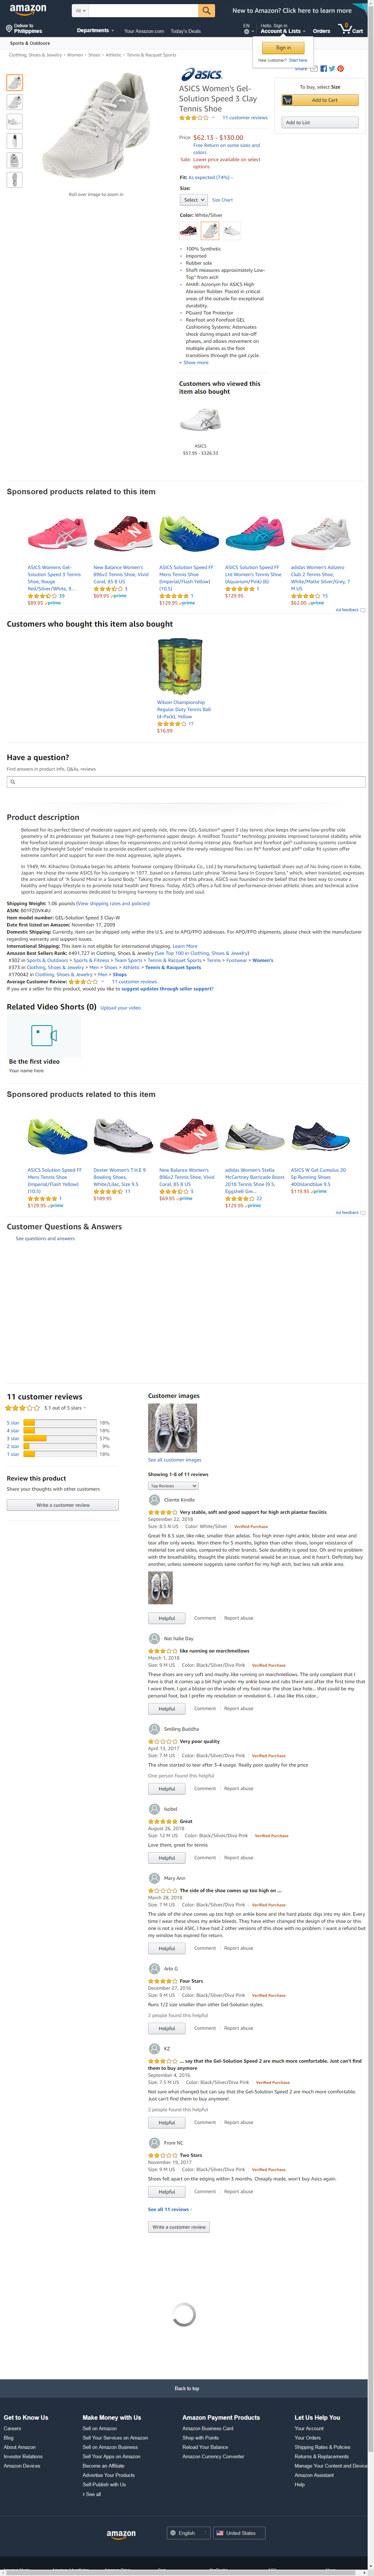 amazon
All
New to Amazon? Click here to learn more
Deliver to
Philippines
Departments
Your Amazon.com
Today's Deals
EN
Hello, Sign in
Account & Lists
Orders
0
Cart
Sports & Outdoors
Sign in
New customer? Start here
Clothing, Shoes & Jewelry › Women › Shoes › Athletic › Tennis & Racquet Sports
Share
Roll over image to zoom in
asics
ASICS Women's Gel-
Solution Speed 3 Clay
Tennis Shoe
11 customer reviews
Price: $62.13 - $130.00
Free Return on some sizes and
colors
Sale: Lower price available on select
options
Fit: As expected (74%)
Size:
Select
Size Chart
Color: White/Silver
• 100% Synthetic
• Imported
• Rubber sole
• Shaft measures approximately Low-
Top" from arch
• AHAR: Acronym for ASICS High
Abrasion Rubber. Placed in critical
areas of the outsole for exceptional
durability.
• PGuard Toe Protector
• Rearfoot and Forefoot GEL
Cushioning Systems: Attenuates
shock during impact and toe-off
phases, and allows movement on
multiple planes as the foot
transitions through the gait cycle.
Show more
To buy, select Size
Add to Cart
Add to List
Customers who viewed this
item also bought
ASICS
$57.95 - $326.33
Sponsored products related to this item
ASICS Womens Gel-
Solution Speed 3 Tennis
Shoe, Rouge
Red/Silver/White, 9...
39
$89.95 prime
New Balance Women's
896v2 Tennis Shoe, Vivid
Coral, 85 B US
3
$69.95 prime
ASICS Solution Speed FF
Mens Tennis Shoe
(Imperial/Flash Yellow)
(10.5)
1
$129.95 prime
ASICS Solution Speed FF
Ltd Women's Tennis Shoe
(Aquarium/Pink) (6)
1
$129.95
adidas Women's Adizero
Club 2 Tennis Shoe,
White/Matte Silver/Grey, 7
M US
15
$62.00 prime
Ad feedback
Customers who bought this item also bought
Wilson Championship
Regular Duty Tennis Ball
(4-Pack), Yellow
77
$16.99
Have a question?
Find answers in product info, Q&As, reviews
Product description
Beloved for its perfect blend of moderate support and speedy ride, the new GEL-Solution® speed 3 clay tennis shoe keeps the same low-profile silhouette while the
geometry of its predecessor yet features a new high-performance upper design. A midfoot Trusstic® technology provides improved torsional stability while
the forefoot lateral propulsion design allows for responsiveness and control during intense play. Rearfoot and forefoot gel® cushioning systems combine
with the lightweight Solyte® midsole to provide excellent cushioning while the newly redesigned flexi on fit® forefoot and phf® collar fit system offer
comfort and support for even the most aggressive, agile players.
In 1949, Mr. Kihachiro Onitsuka began his athletic footwear company (Onitsuka Co., Ltd.) by manufacturing basketball shoes out of his living room in Kobe,
Japan. He chose the name ASICS for his company in 1977, based on a famous Latin phrase "Anima Sana In Corpore Sano," which, when translated, expresses
the ancient ideal of "A Sound Mind in a Sound Body." Taking the acronym of this phrase, ASICS was founded on the belief that the best way to create a
healthy and happy lifestyle is to promote total health and fitness. Today, ASICS offers a full line of performance-driven athletic shoes and technical active
sports apparel and accessories dedicated to bringing harmony to the body and soul.
Shipping Weight: 1.06 pounds (View shipping rates and policies)
ASIN: B01FZOVX4U
Item model number: GEL-Solution Speed 3 Clay-W
Date first listed on Amazon: November 17, 2009
Domestic Shipping: Currently, item can be shipped only within the U.S. and to APO/FPO addresses. For APO/FPO shipments, please check with the manufacturer
regarding warranty and support issues.
International Shipping: This item is not eligible for international shipping. Learn More
Amazon Best Sellers Rank: #491,727 in Clothing, Shoes & Jewelry (See Top 100 in Clothing, Shoes & Jewelry)
#302 in Sports & Outdoors > Sports & Fitness > Team Sports > Tennis & Racquet Sports > Tennis > Footwear > Women's
#375 in Clothing, Shoes & Jewelry > Men > Shoes > Athletic > Tennis & Racquet Sports
#170042 in Clothing, Shoes & Jewelry > Men > Shops
Average Customer Review: 11 customer reviews
If you are a seller for this product, would you like to suggest updates through seller support?
Related Video Shorts (0) Upload your video
Be the first video
Your name here
Sponsored products related to this item
ASICS Solution Speed FF
Mens Tennis Shoe
(Imperial/Flash Yellow)
(10.5)
1
$129.95 prime
Dexter Women's T.H.E 9
Bowling Shoes,
White/Lilac, Size 9.5
11
$189.95
New Balance Women's
896v2 Tennis Shoe, Vivid
Coral, 85 B US
3
$69.95 prime
adidas Women's Stella
McCartney Barricade Boost
2018 Tennis Shoe (9.5,
Eggshell Gre...
22
$129.95 prime
ASICS W Gel Cumulus 20
Sp Running Shoes
400island blue 9.5
$119.95 prime
Ad feedback
Customer Questions & Answers
See questions and answers
11 customer reviews
3.1 out of 5 stars
5 star 18%
4 star 18%
3 star 37%
2 star 9%
1 star 18%
Review this product
Share your thoughts with other customers
Write a customer review
Customer images
See all customer images
Showing 1-8 of 11 reviews
Top Reviews
Cliente Kindle
Very stable, soft and good support for high arch plantar fasciitis
September 22, 2018
Size: 8.5 N US Color: White/Silver Verified Purchase
Great fit 8.5 size, like nike, smaller than adidas. Too high inner right ankle, blister and wear and
tear after only weeks. Worn them for 5 months, lighter than other shoes, longer resistance of
material toe and sides, compared to other brands. Sole durability is good too. Oh and no problem
with the breathability, thought the plastic material would be an issue, and it hasn't. Definitely buy
another, unless someone suggests same comfort for my high arch, but less rub ankle area.
Helpful Comment Report abuse
Nat halie Day
like running on marchmellows
March 1, 2018
Size: 9 M US Color: Black/Silver/Diva Pink Verified Purchase
These shoes are very soft and mushy..like running on marchmellows. The only complaint that I
have is that it comes up a bit high under my ankle bone and rubs there and after the first time that
I wore them, I got a blister on the inside of my foot near the shoe lace hole...that could be my
personal foot, but I prefer my resolution or revolution 6.. I also like this color...
Helpful Comment Report abuse
Smiling Buddha
Very poor quality
April 13, 2017
Size: 7 M US Color: Black/Silver/Diva Pink Verified Purchase
The shoe started to tear after 3-4 usage. Really poor quality for the price
One person found this helpful
Helpful Comment Report abuse
Isobel
Great
August 26, 2018
Size: 12 M US Color: Black/Silver/Diva Pink Verified Purchase
Love them, great for tennis
Helpful Comment Report abuse
Mary Ann
The side of the shoe comes up too high on ...
March 28, 2018
Size: 7 M US Color: Black/Silver/Diva Pink Verified Purchase
The side of the shoe comes up too high on ankle bone and the hard plastic digs into my skin. Every
time I wear these shoes my ankle bleeds. They have either changed the design of the shoe or this
one is not a real ASIC. I have had 2 other versions of this shoe with no problem. I want a refund but
my window has expired for return.
Helpful Comment Report abuse
Arlo G
Four Stars
December 27, 2016
Size: 9 M US Color: Black/Silver/Diva Pink Verified Purchase
Runs 1/2 size smaller than other Gel-Solution styles.
2 people found this helpful
Helpful Comment Report abuse
KZ
... say that the Gel-Solution Speed 2 are much more comfortable. Just can't find
them to buy anymore
September 4, 2016
Size: 7.5 M US Color: Black/Silver/Diva Pink Verified Purchase
Not sure what changed but can say that the Gel-Solution Speed 2 are much more comfortable.
Just can't find them to buy anymore!
2 people found this helpful
Helpful Comment Report abuse
From NC
Two Stars
November 19, 2017
Size: 9 M US Color: Black/Silver/Diva Pink Verified Purchase
Shoes fell apart on the edging within 3 months. Cheaply made, won't buy Asics again.
Helpful Comment Report abuse
See all 11 reviews
Write a customer review
Back to top
Get to Know Us
Careers
Blog
About Amazon
Investor Relations
Amazon Devices
Make Money with Us
Sell on Amazon
Sell Your Services on Amazon
Sell on Amazon Business
Sell Your Apps on Amazon
Become an Affiliate
Advertise Your Products
Self-Publish with Us
› See all
Amazon Payment Products
Amazon Business Card
Shop with Points
Reload Your Balance
Amazon Currency Converter
Let Us Help You
Your Account
Your Orders
Shipping Rates & Policies
Returns & Replacements
Manage Your Content and Device
Amazon Assistant
Help
amazon
English
United States